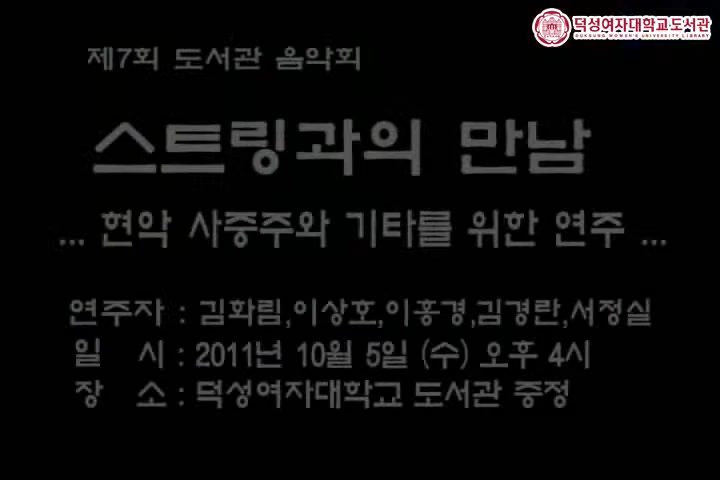 덕성여자대학교도서관
DUKSUNG WOMEN'S UNIVERSITY LIBRARY
제7회 도서관 음악회
스트링과의 만남
... 현악 사중주와 기타를 위한 연주 ...
연주자 : 김화림,이상호,이홍경,김경란,서정실
일 시 : 2011년 10월 5일 (수) 오후 4시
장 소 : 덕성여자대학교 도서관 중정